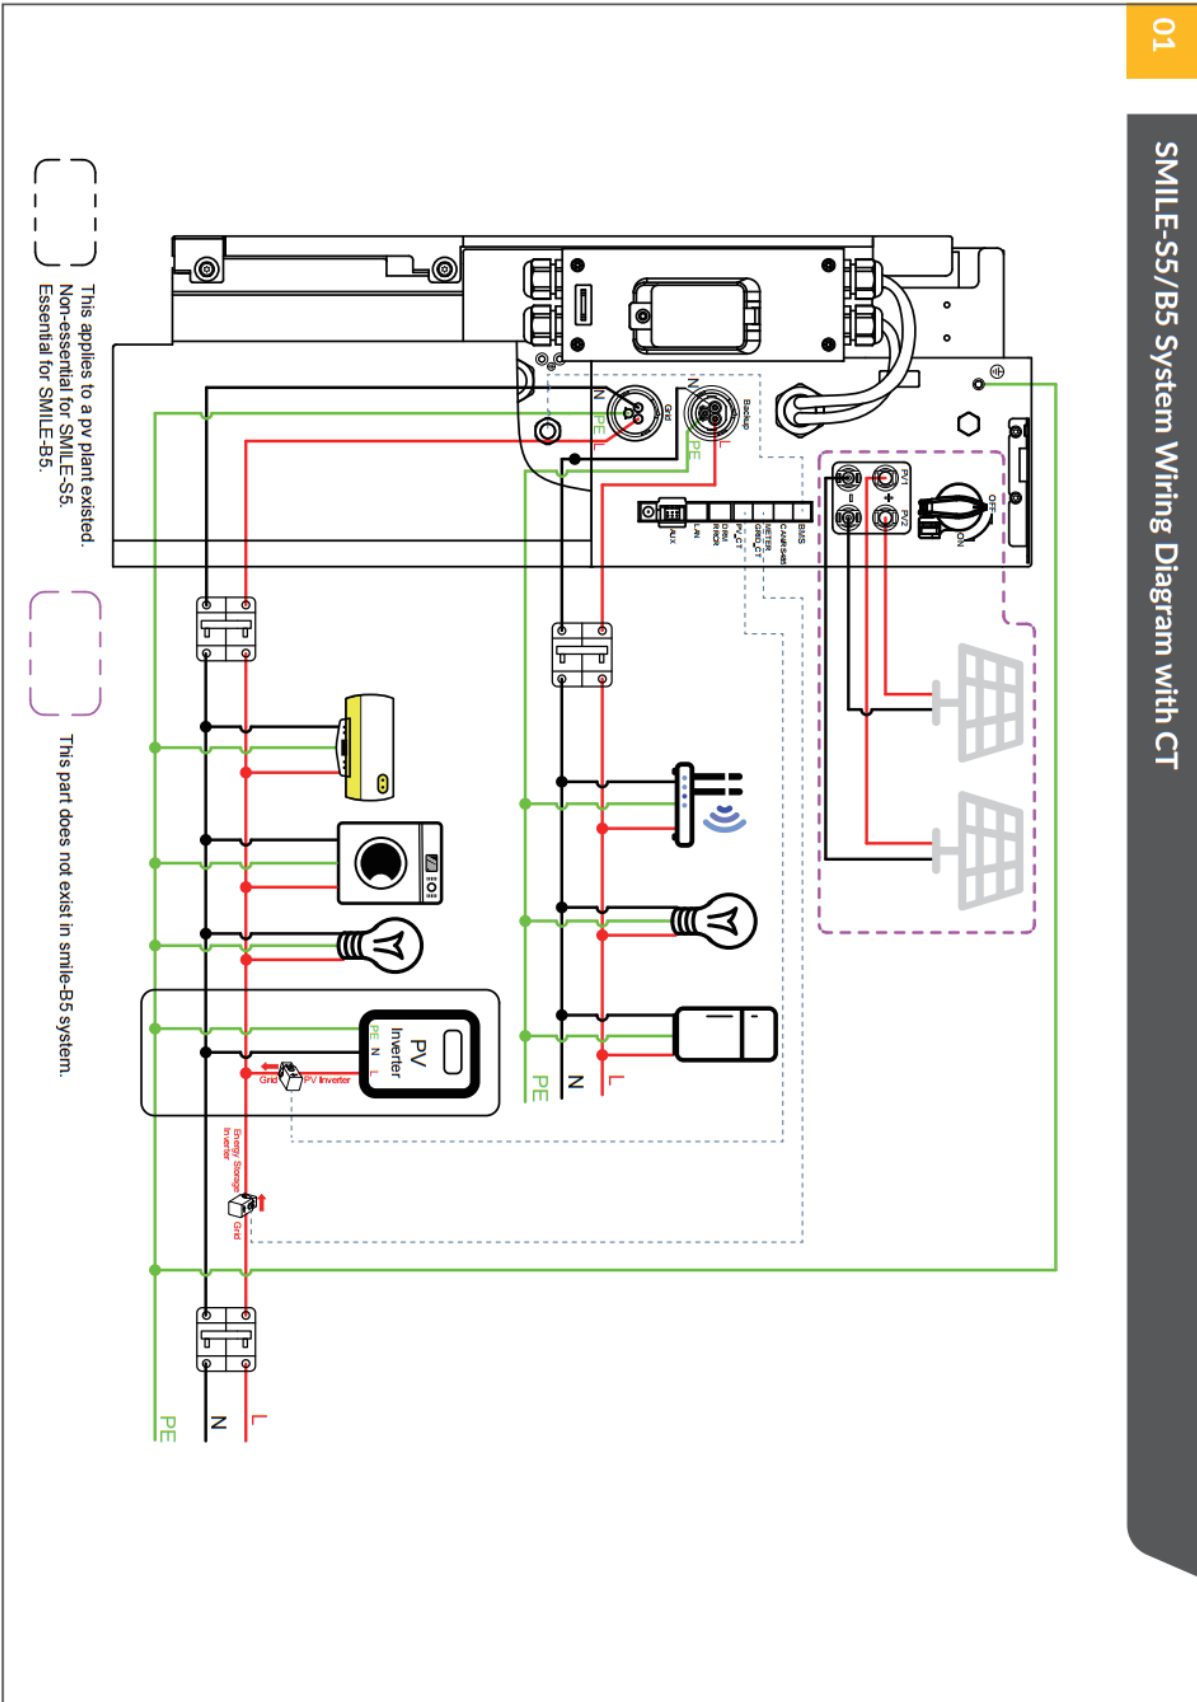 01
SMILE-S5/B5 System Wiring Diagram with CT
OFF
ON
PV1
PV2
+
-
BMS
CAN/RS485
METER
GRID_CT
PV_CT
DRM
RRCR
LAN
AUX
Backup
N
L
PE
Grid
N
PE
L
L
N
PE
PV
Inverter
PE
N
L
Grid
PV Inverter
Energy Storage
Inverter
Grid
L
N
PE
This applies to a pv plant existed.
Non-essential for SMILE-S5.
Essential for SMILE-B5.
This part does not exist in smile-B5 system.